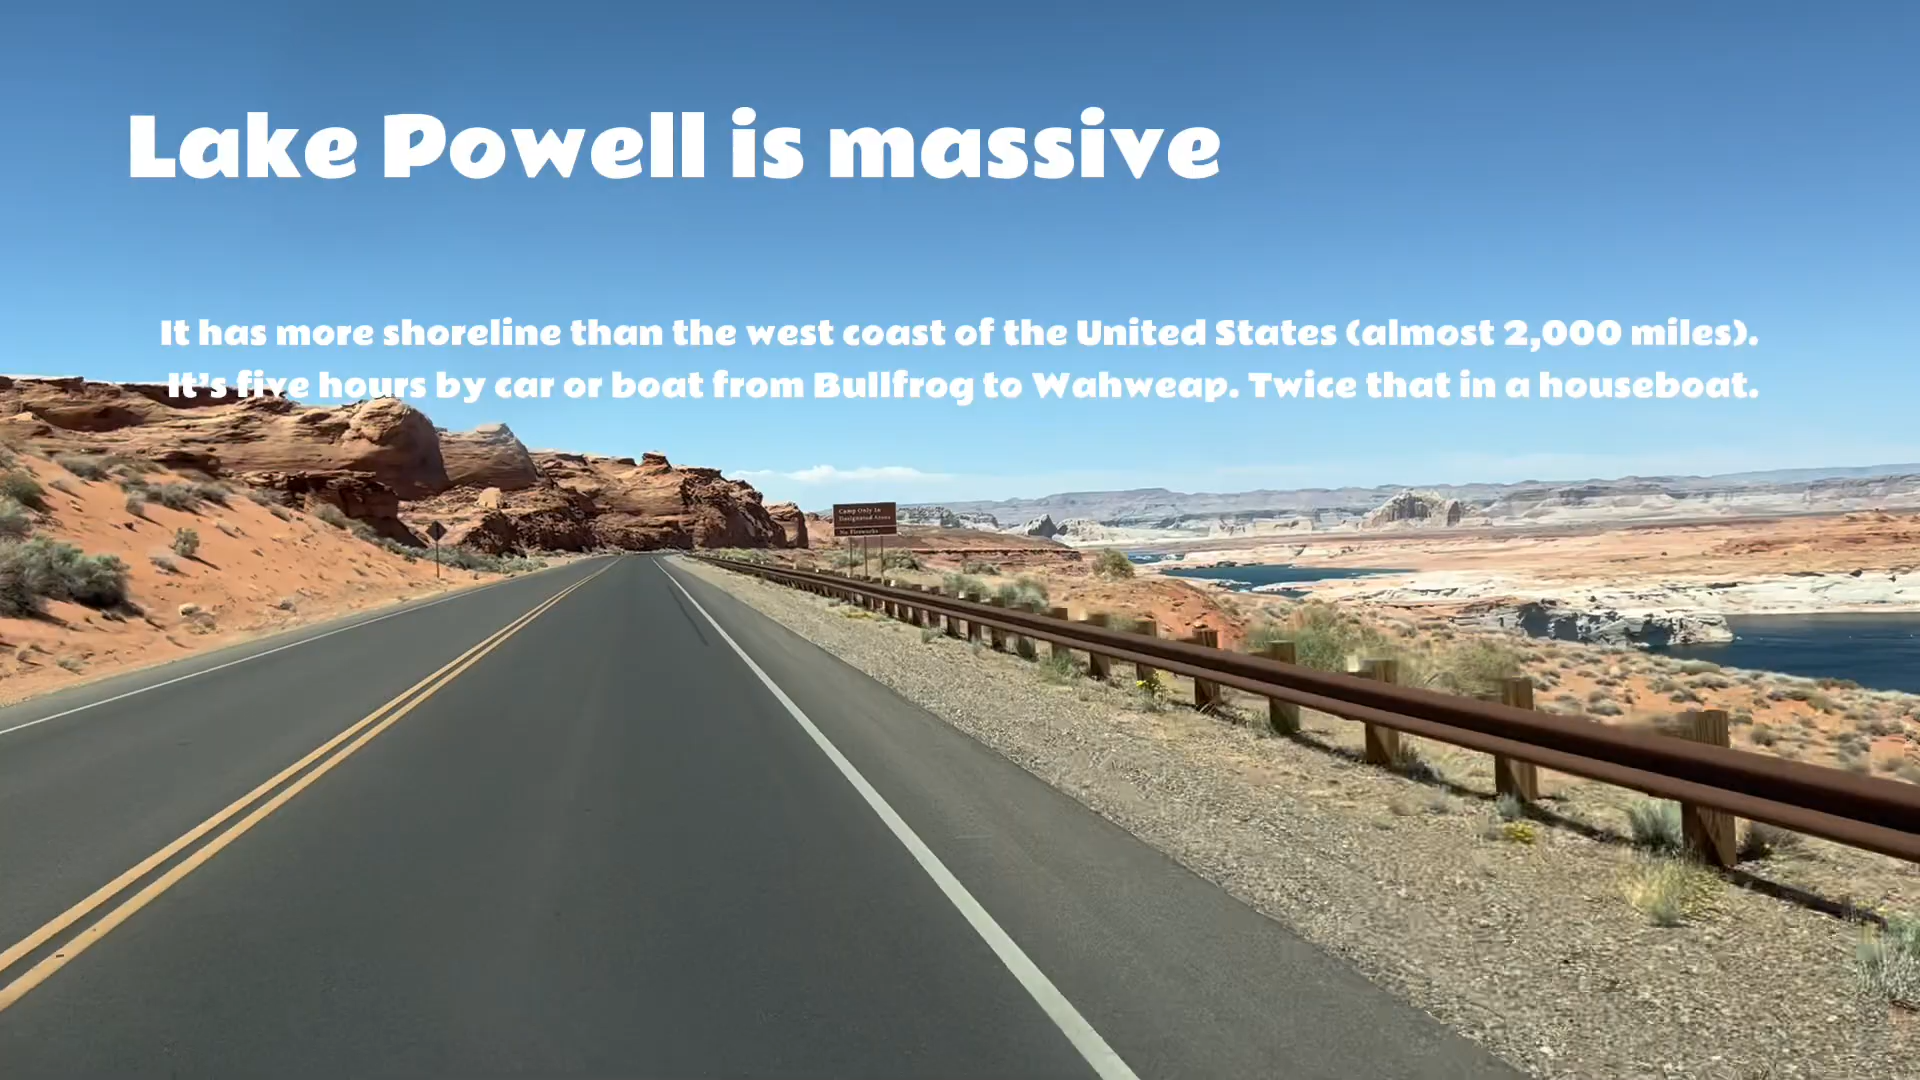 Lake Powell is massive
It has more shoreline than the west coast of the United States (almost 2,000 miles).
It's five hours by car or boat from Bullfrog to Wahweap. Twice that in a houseboat.
Camp Only In
Designated Areas
No Fireworks